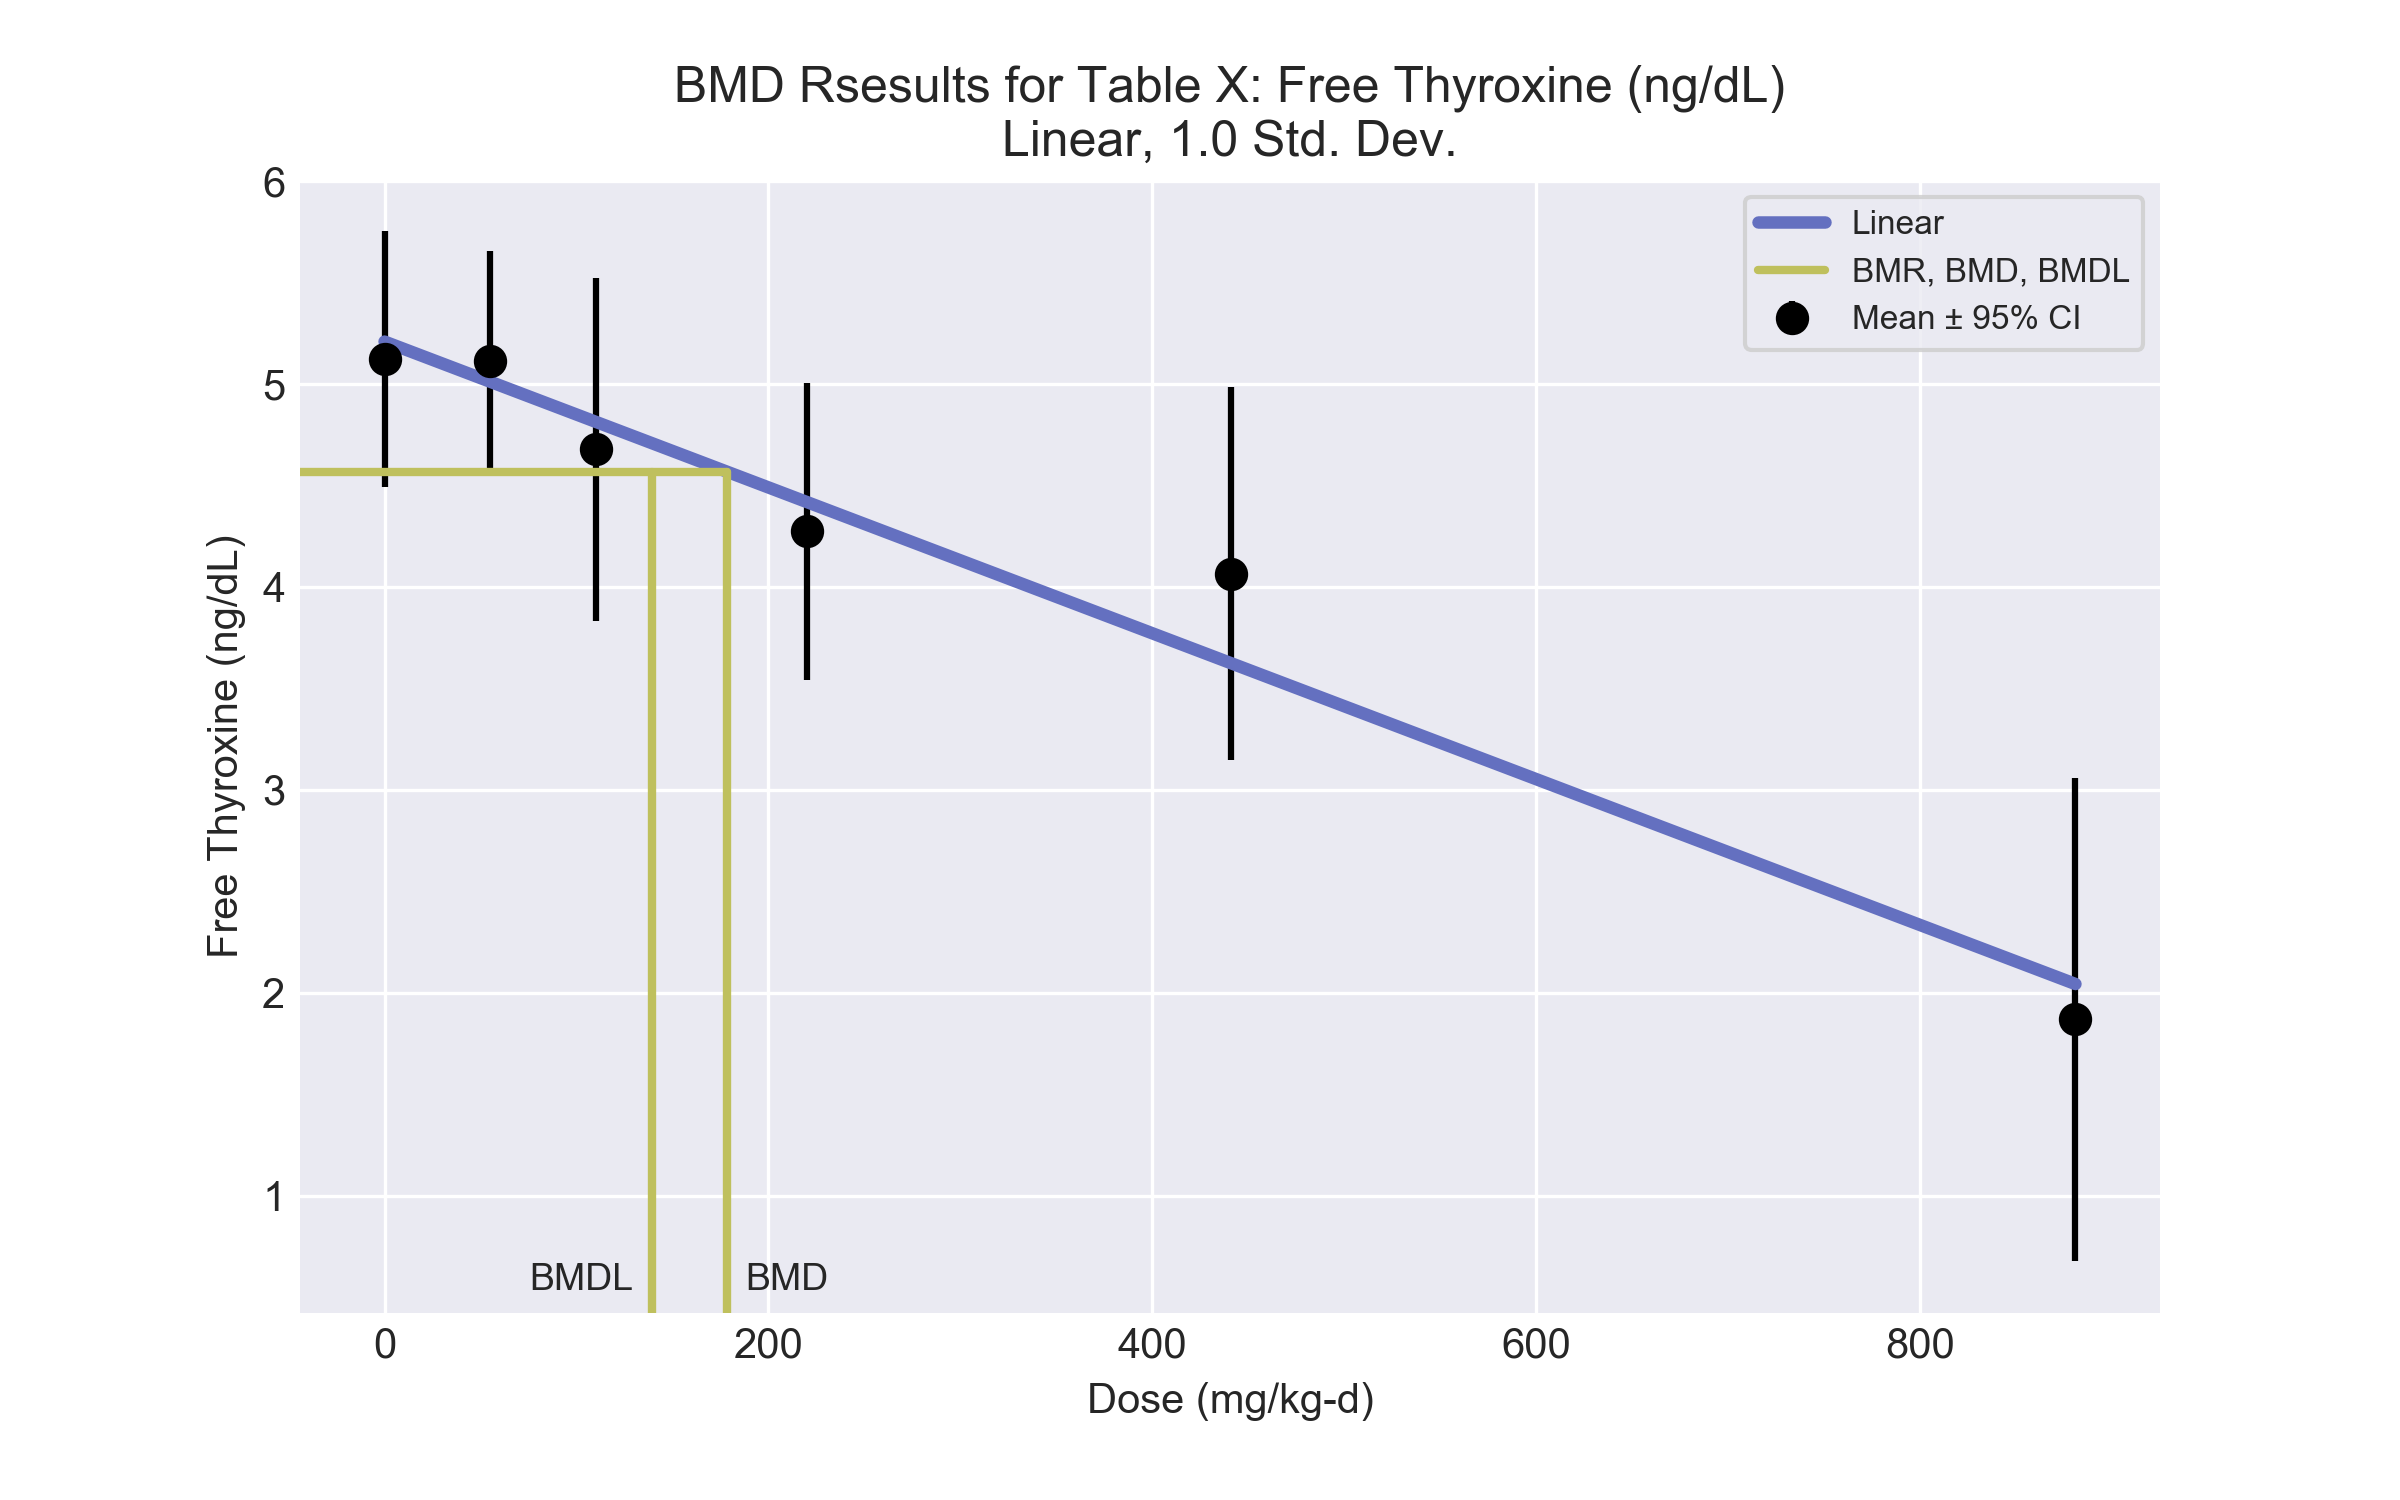 BMD Rsesults for Table X: Free Thyroxine (ng/dL)
Linear, 1.0 Std. Dev.
Linear
BMR, BMD, BMDL
Mean ± 95% CI
Free Thyroxine (ng/dL)
6
5
4
3
2
1
BMDL
BMD
0
200
400
600
800
Dose (mg/kg-d)